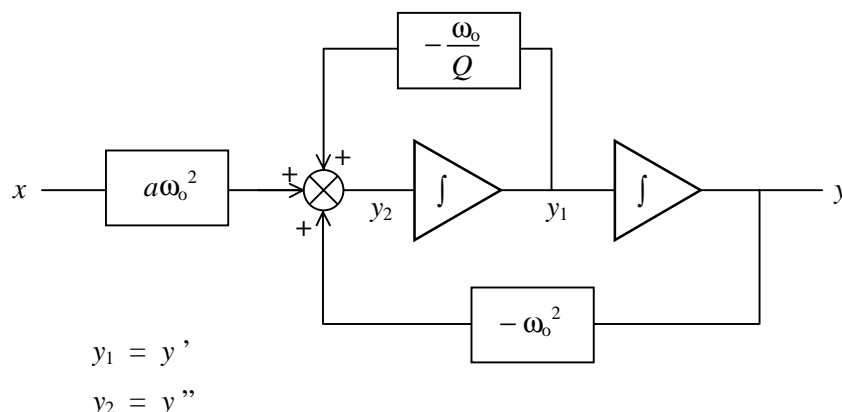 − ω₀ / Q
x
aω₀²
+
+
+
∫
∫
y
y₂
y₁
− ω₀²
y₁ = y ’
y₂ = y ”